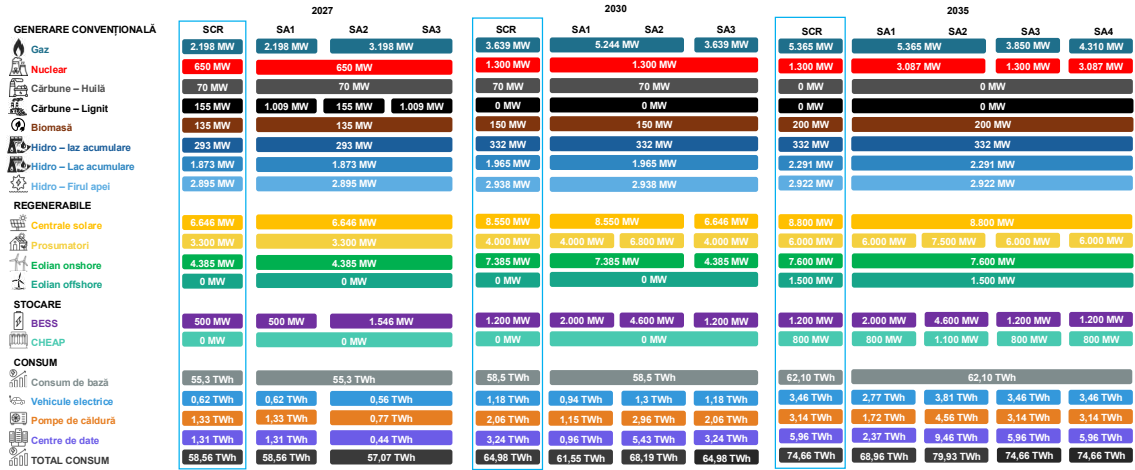 2027 2030 2035
GENERARE CONVENȚIONALĂ SCR SA1 SA2 SA3 SCR SA1 SA2 SA3 SCR SA1 SA2 SA3 SA4
Gaz 2.198 MW 2.198 MW 3.198 MW 3.639 MW 5.244 MW 3.639 MW 5.365 MW 5.365 MW 3.850 MW 4.310 MW
Nuclear 650 MW 650 MW 1.300 MW 1.300 MW 1.300 MW 3.087 MW 1.300 MW 3.087 MW
Cărbune – Huilă 70 MW 70 MW 70 MW 70 MW 0 MW 0 MW
Cărbune – Lignit 155 MW 1.009 MW 155 MW 1.009 MW 0 MW 0 MW 0 MW 0 MW
Biomasă 135 MW 135 MW 150 MW 150 MW 200 MW 200 MW
Hidro – Iaz acumulare 293 MW 293 MW 332 MW 332 MW 332 MW 332 MW
Hidro – Lac acumulare 1.873 MW 1.873 MW 1.965 MW 1.965 MW 2.291 MW 2.291 MW
Hidro – Firul apei 2.895 MW 2.895 MW 2.938 MW 2.938 MW 2.922 MW 2.922 MW
REGENERABILE
Centrale solare 6.646 MW 6.646 MW 8.550 MW 8.550 MW 6.646 MW 8.800 MW 8.800 MW
Prosumatori 3.300 MW 3.300 MW 4.000 MW 4.000 MW 6.800 MW 4.000 MW 6.000 MW 6.000 MW 7.500 MW 6.000 MW 6.000 MW
Eolian onshore 4.385 MW 4.385 MW 7.385 MW 7.385 MW 4.385 MW 7.600 MW 7.600 MW
Eolian offshore 0 MW 0 MW 0 MW 0 MW 1.500 MW 1.500 MW
STOCARE
BESS 500 MW 500 MW 1.546 MW 1.200 MW 2.000 MW 4.600 MW 1.200 MW 1.200 MW 2.000 MW 4.600 MW 1.200 MW 1.200 MW
CHEAP 0 MW 0 MW 0 MW 0 MW 800 MW 800 MW 1.100 MW 800 MW 800 MW
CONSUM
Consum de bază 55,3 TWh 55,3 TWh 58,5 TWh 58,5 TWh 62,10 TWh 62,10 TWh
Vehicule electrice 0,62 TWh 0,62 TWh 0,56 TWh 1,18 TWh 0,94 TWh 1,3 TWh 1,18 TWh 3,46 TWh 2,77 TWh 3,81 TWh 3,46 TWh 3,46 TWh
Pompe de căldură 1,33 TWh 1,33 TWh 0,77 TWh 2,06 TWh 1,15 TWh 2,96 TWh 2,06 TWh 3,14 TWh 1,72 TWh 4,56 TWh 3,14 TWh 3,14 TWh
Centre de date 1,31 TWh 1,31 TWh 0,44 TWh 3,24 TWh 0,96 TWh 5,43 TWh 3,24 TWh 5,96 TWh 2,37 TWh 9,46 TWh 5,96 TWh 5,96 TWh
TOTAL CONSUM 58,56 TWh 58,56 TWh 57,07 TWh 64,98 TWh 61,55 TWh 68,19 TWh 64,98 TWh 74,66 TWh 68,96 TWh 79,93 TWh 74,66 TWh 74,66 TWh